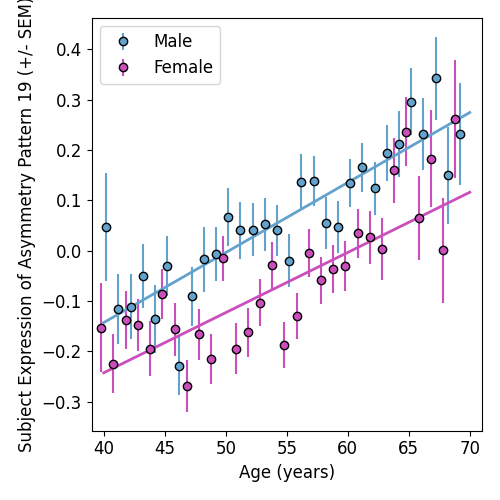 Male
Female
Subject Expression of Asymmetry Pattern 19 (+/- SEM)
0.4
0.3
0.2
0.1
0.0
−0.1
−0.2
−0.3
40 45 50 55 60 65 70
Age (years)